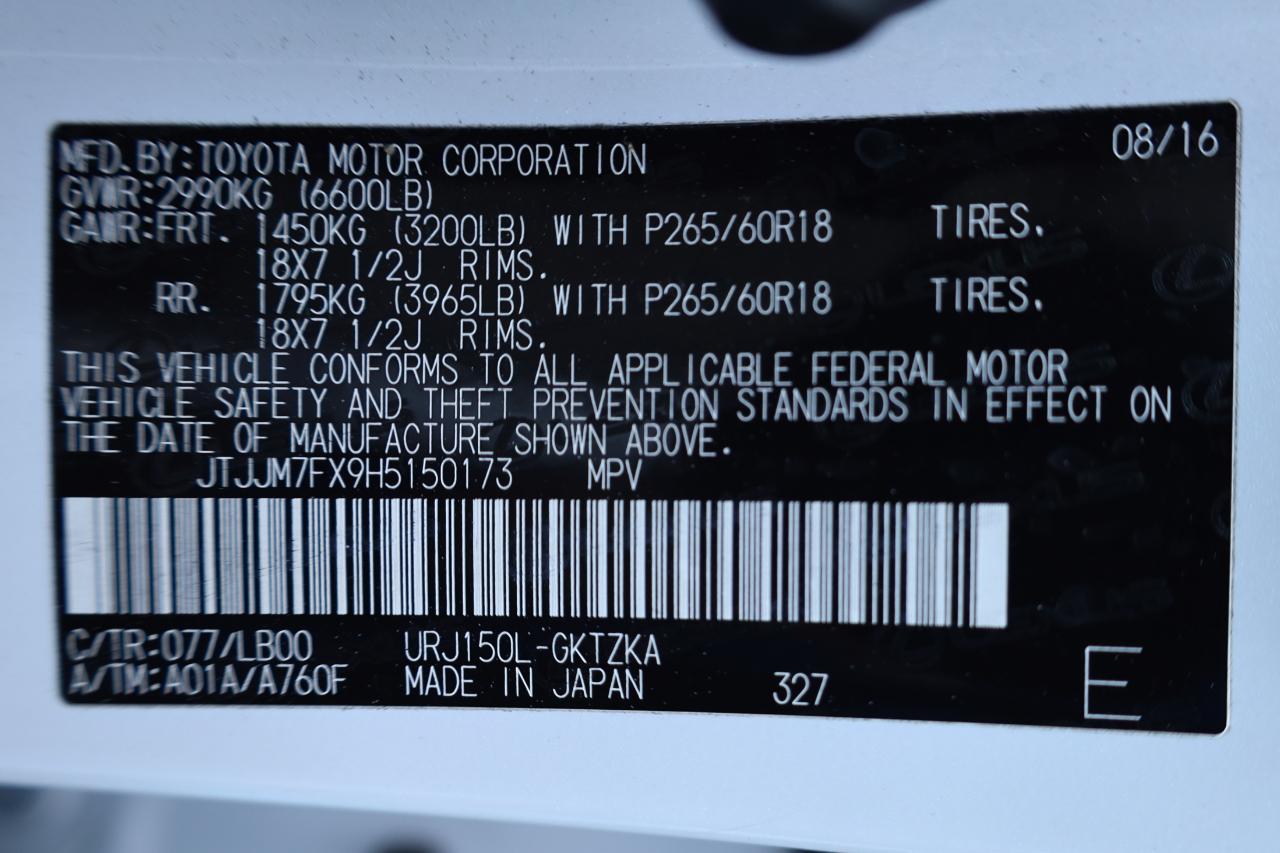 08/16
MFD. BY: TOYOTA MOTOR CORPORATION
GVWR: 2990KG (6600LB)
GAWR: FRT. 1450KG (3200LB) WITH P265/60R18 TIRES.
18X7 1/2J RIMS.
RR. 1795KG (3965LB) WITH P265/60R18 TIRES.
18X7 1/2J RIMS.
THIS VEHICLE CONFORMS TO ALL APPLICABLE FEDERAL MOTOR
VEHICLE SAFETY AND THEFT PREVENTION STANDARDS IN EFFECT ON
THE DATE OF MANUFACTURE SHOWN ABOVE.
JTJJM7FX9H5150173 MPV
C/TR: 077/LB00 URJ150L-GKTZKA
A/TM: A01A/A760F MADE IN JAPAN 327 E